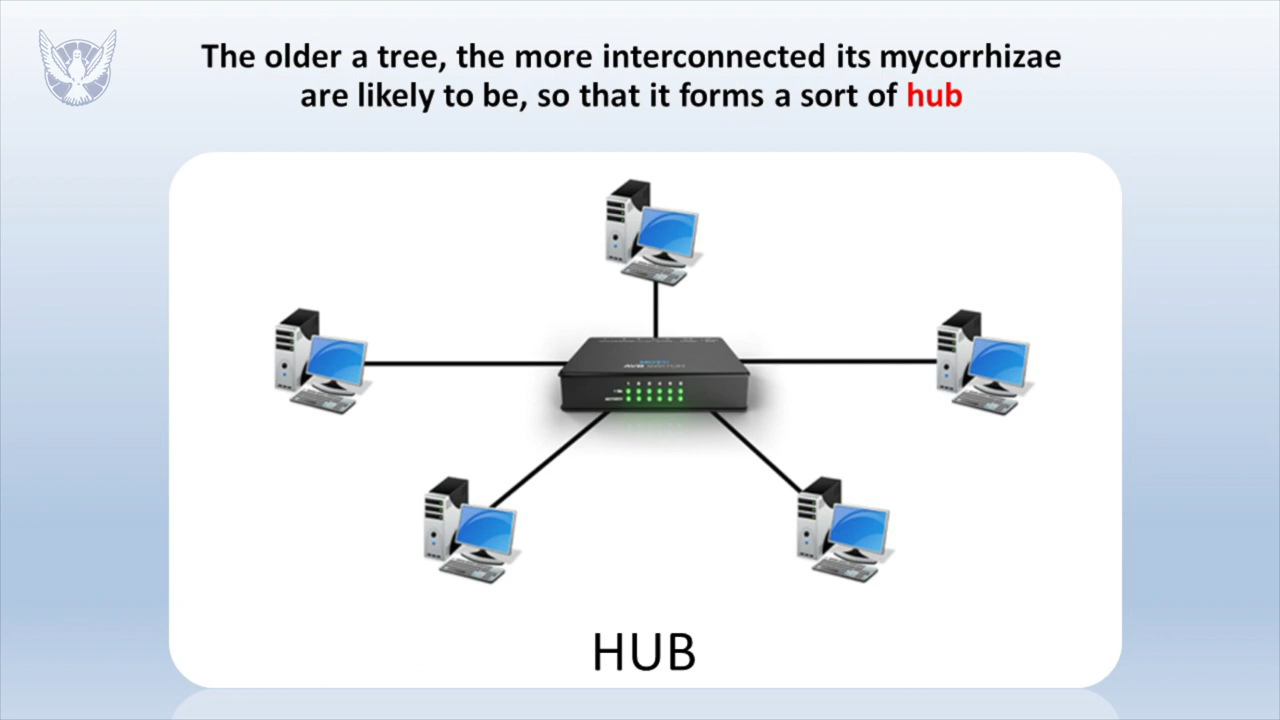 The older a tree, the more interconnected its mycorrhizae
are likely to be, so that it forms a sort of hub
HUB